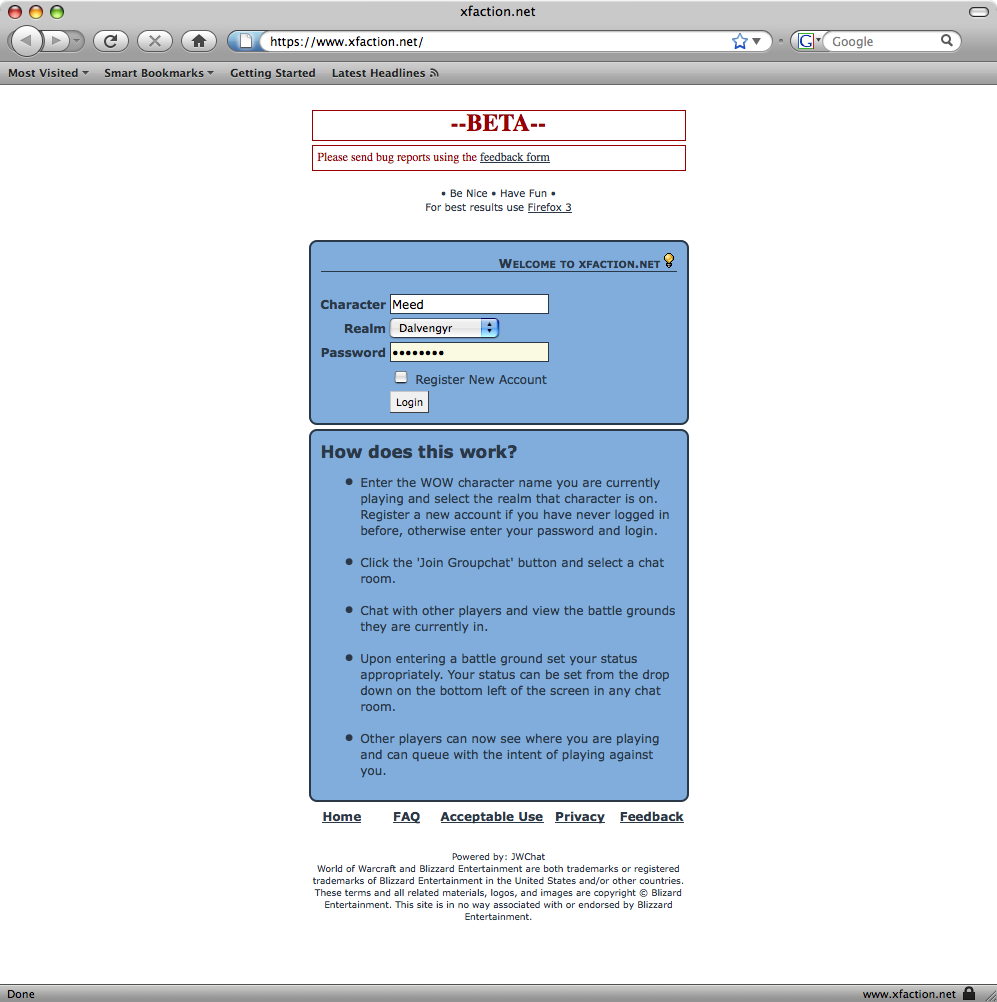 xfaction.net
https://www.xfaction.net/
G Google
Most Visited Smart Bookmarks Getting Started Latest Headlines
--BETA--
Please send bug reports using the feedback form
• Be Nice • Have Fun •
For best results use Firefox 3
Welcome to xfaction.net
Character Meed
Realm Dalvengyr
Password ••••••••
Register New Account
Login
How does this work?
• Enter the WOW character name you are currently
playing and select the realm that character is on.
Register a new account if you have never logged in
before, otherwise enter your password and login.
• Click the 'Join Groupchat' button and select a chat
room.
• Chat with other players and view the battle grounds
they are currently in.
• Upon entering a battle ground set your status
appropriately. Your status can be set from the drop
down on the bottom left of the screen in any chat
room.
• Other players can now see where you are playing
and can queue with the intent of playing against
you.
Home FAQ Acceptable Use Privacy Feedback
Powered by: JWChat
World of Warcraft and Blizzard Entertainment are both trademarks or registered
trademarks of Blizzard Entertainment in the United States and/or other countries.
These terms and all related materials, logos, and images are copyright © Blizard
Entertainment. This site is in no way associated with or endorsed by Blizzard
Entertainment.
Done www.xfaction.net